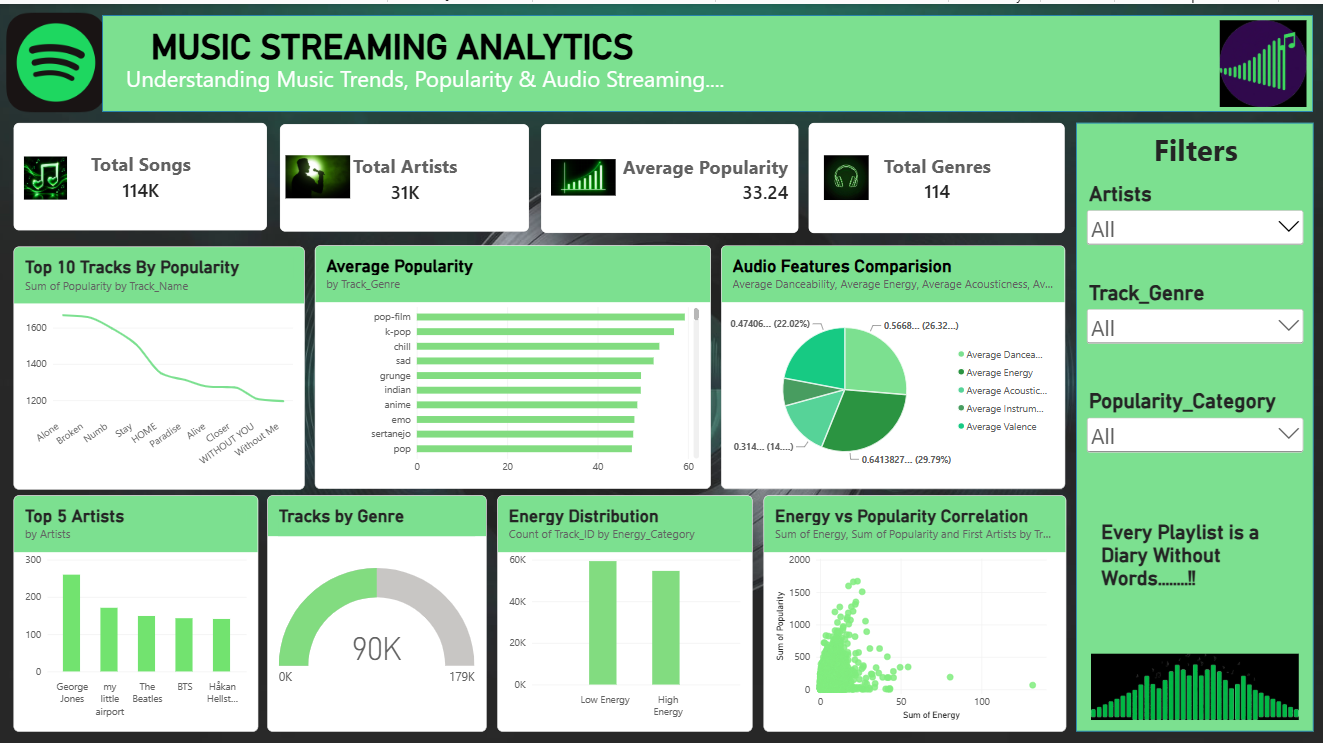 MUSIC STREAMING ANALYTICS
Understanding Music Trends, Popularity & Audio Streaming....
Total Songs
114K
Total Artists
31K
Average Popularity
33.24
Total Genres
114
Filters
Artists
All
Track_Genre
All
Popularity_Category
All
Every Playlist is a
Diary Without
Words........!!
Top 10 Tracks By Popularity
Sum of Popularity by Track_Name
1600
1400
1200
Alone
Broken
Numb
Stay
HOME
Paradise
Alive
Closer
WITHOUT YOU
Without Me
Average Popularity
by Track_Genre
pop-film
k-pop
chill
sad
grunge
indian
anime
emo
sertanejo
pop
0
20
40
60
Audio Features Comparision
Average Danceability, Average Energy, Average Acousticness, Av...
0.47406... (22.02%)
0.5668... (26.32...)
0.314... (14....)
0.6413827... (29.79%)
Average Dancea...
Average Energy
Average Acoustic...
Average Instrum...
Average Valence
Top 5 Artists
by Artists
300
200
100
0
George
Jones
my
little
airport
The
Beatles
BTS
Håkan
Hellst...
Tracks by Genre
90K
0K
179K
Energy Distribution
Count of Track_ID by Energy_Category
60K
40K
20K
0K
Low Energy
High
Energy
Energy vs Popularity Correlation
Sum of Energy, Sum of Popularity and First Artists by Tr...
Sum of Popularity
2000
1500
1000
500
0
0
50
100
Sum of Energy